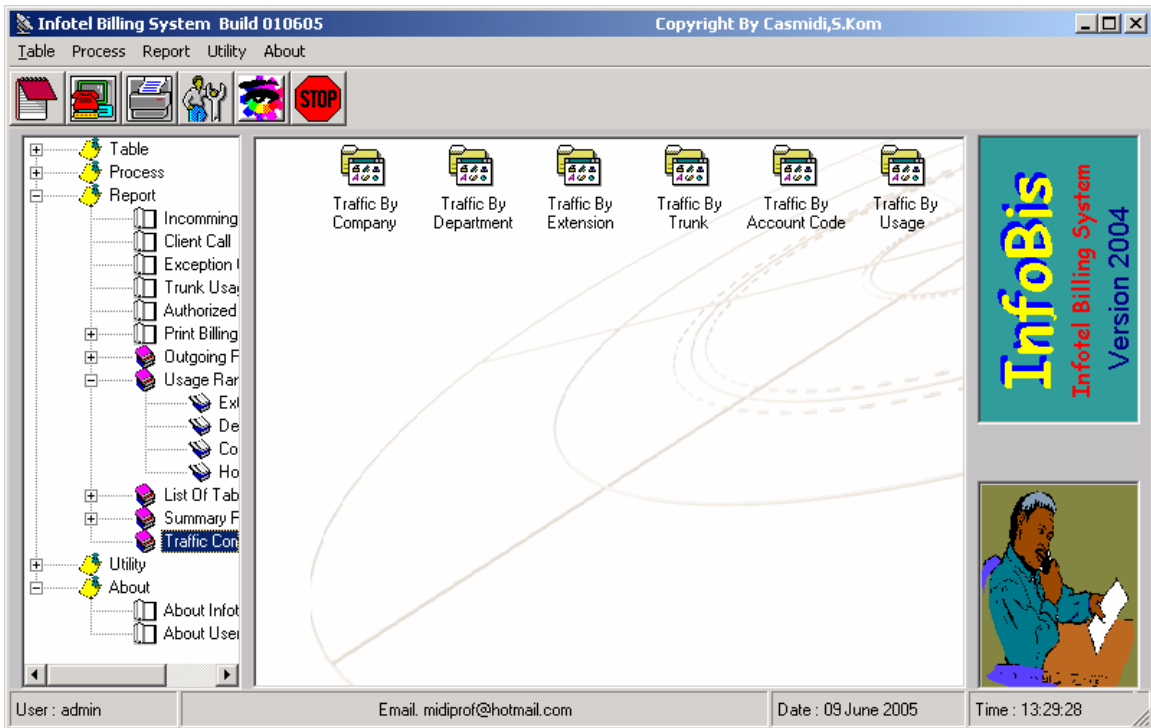 Infotel Billing System Build 010605 Copyright By Casmidi,S.Kom
Table Process Report Utility About
STOP
Table
Process
Report
Incomming
Client Call
Exception
Trunk Usa
Authorized
Print Billing
Outgoing F
Usage Ran
Ext
De
Co
Ho
List Of Tab
Summary F
Traffic Con
Utility
About
About Infot
About User
Traffic By
Company
Traffic By
Department
Traffic By
Extension
Traffic By
Trunk
Traffic By
Account Code
Traffic By
Usage
InfoBis
Infotel Billing System
Version 2004
User : admin
Email. midiprof@hotmail.com
Date : 09 June 2005
Time : 13:29:28